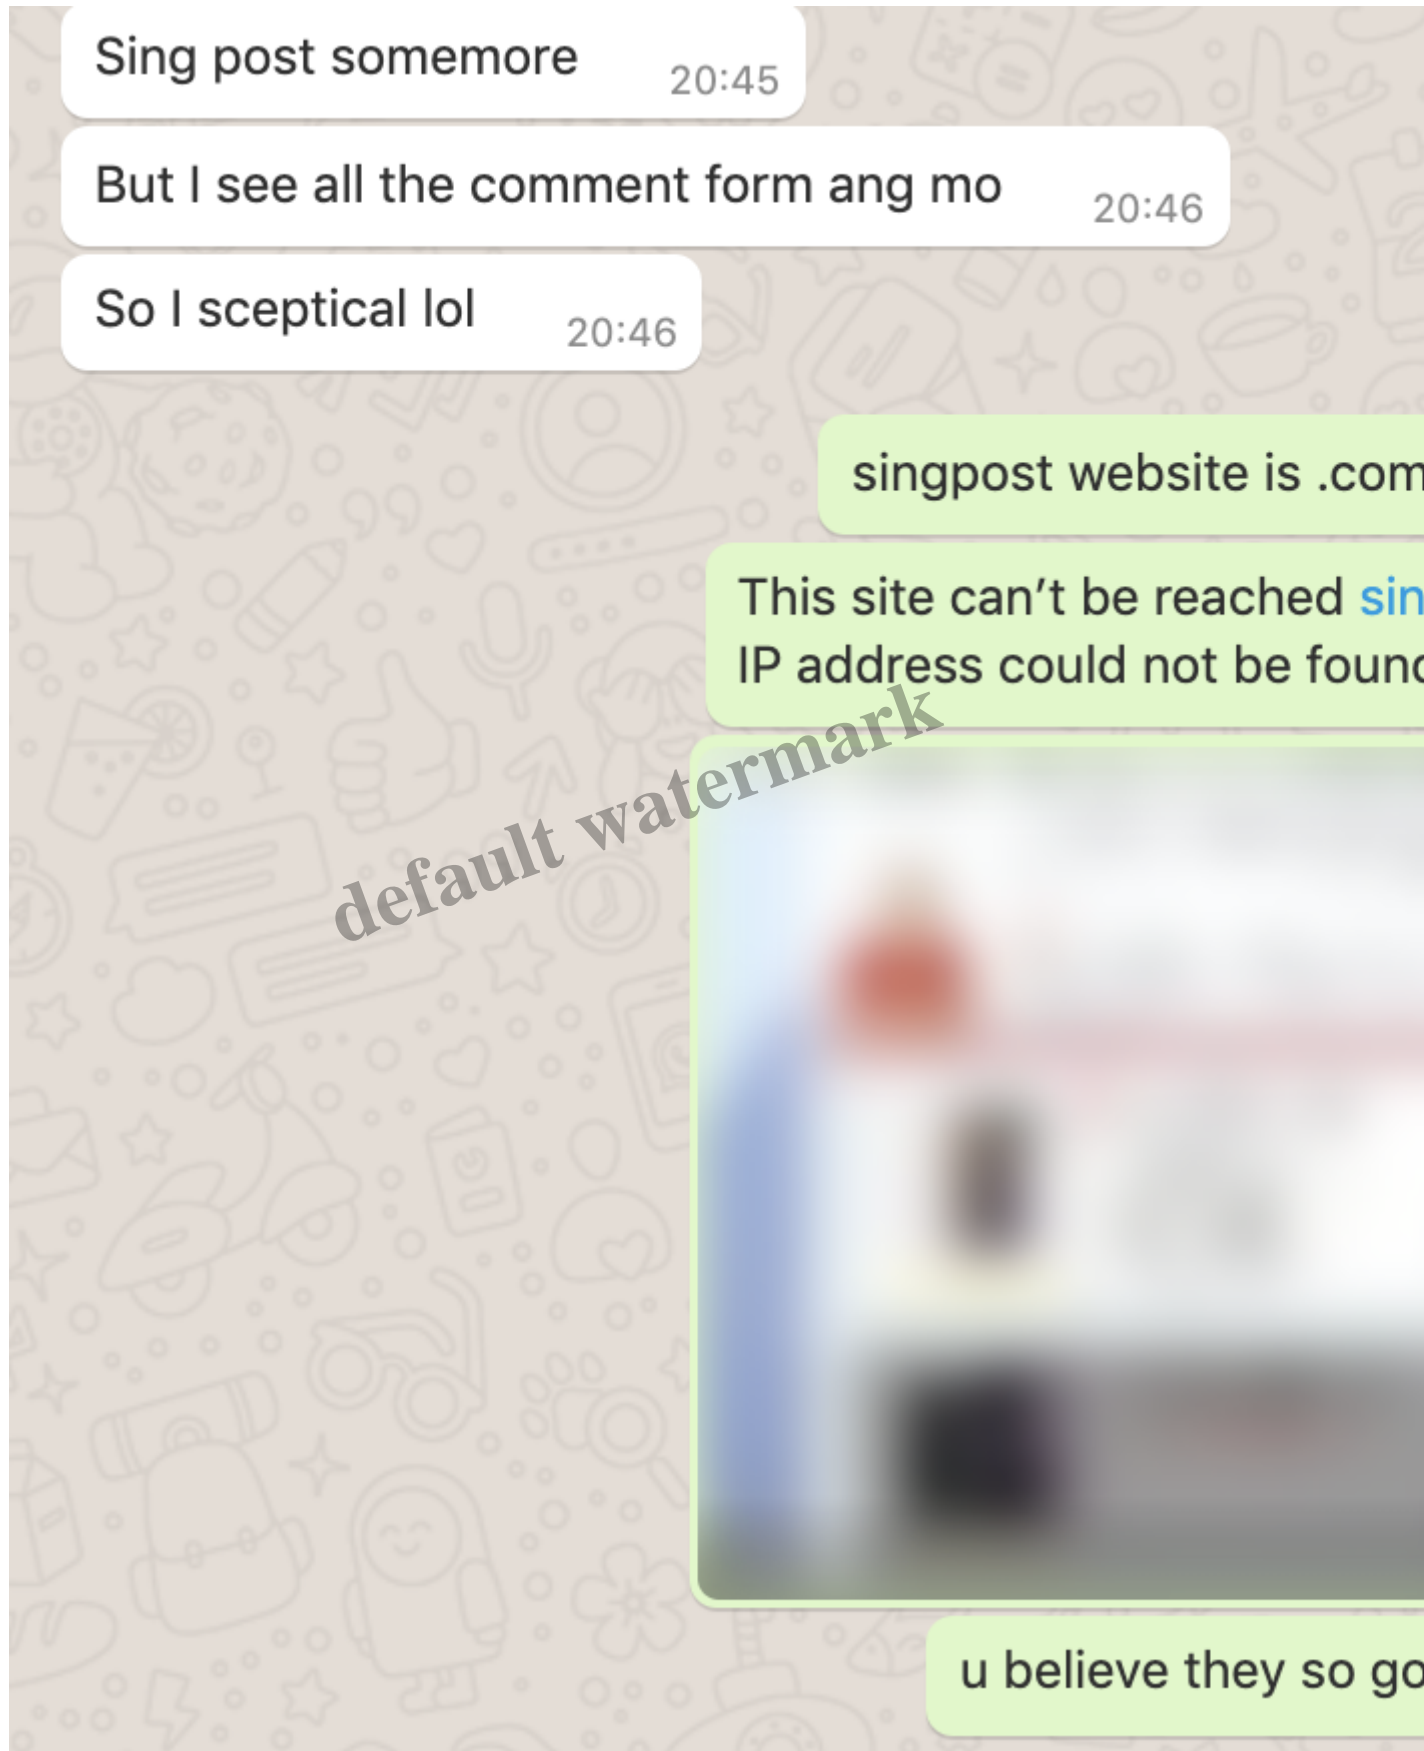 Sing post somemore
20:45
But I see all the comment form ang mo
20:46
So I sceptical lol
20:46
singpost website is .com
This site can’t be reached sin
IP address could not be found
default watermark
u believe they so go